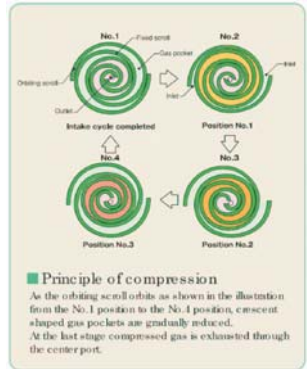 No.1
No.2
Fixed scroll
Gas pocket
Inlet
Orbiting scroll
Outlet
Inlet
Intake cycle completed
Position No.1
No.4
No.3
Position No.3
Position No.2
Principle of compression
As the orbiting scroll orbits as shown in the illustration
from the No.1 position to the No.4 position, crescent
shaped gas pockets are gradually reduced.
At the last stage compressed gas is exhausted through
the center port.